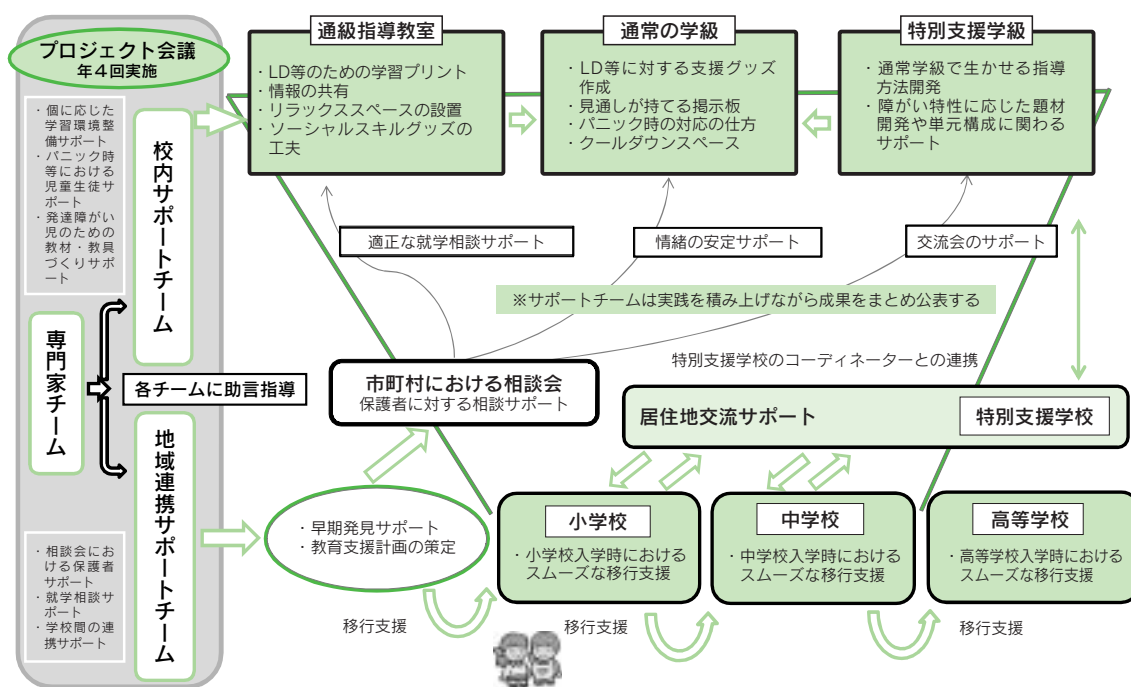 プロジェクト会議
年４回実施
・個に応じた
学習環境整
備サポート
・パニック時
等における
児童生徒サ
ポート
・発達障がい
児のための
教材・教具
づくりサポ
ート
校内サポートチーム
専門家チーム
各チームに助言指導
地域連携サポートチーム
・相談会にお
ける保護者
サポート
・就学相談サ
ポート
・学校間の連
携サポート
通級指導教室
・LD等のための学習プリント
・情報の共有
・リラックススペースの設置
・ソーシャルスキルグッズの
工夫
通常の学級
・LD等に対する支援グッズ
作成
・見通しが持てる掲示板
・パニック時の対応の仕方
・クールダウンスペース
特別支援学級
・通常学級で生かせる指導
方法開発
・障がい特性に応じた題材
開発や単元構成に関わる
サポート
適正な就学相談サポート
情緒の安定サポート
交流会のサポート
※サポートチームは実践を積み上げながら成果をまとめ公表する
市町村における相談会
保護者に対する相談サポート
特別支援学校のコーディネーターとの連携
居住地交流サポート
特別支援学校
・早期発見サポート
・教育支援計画の策定
小学校
・小学校入学時における
スムーズな移行支援
中学校
・中学校入学時における
スムーズな移行支援
高等学校
・高等学校入学時における
スムーズな移行支援
移行支援
移行支援
移行支援